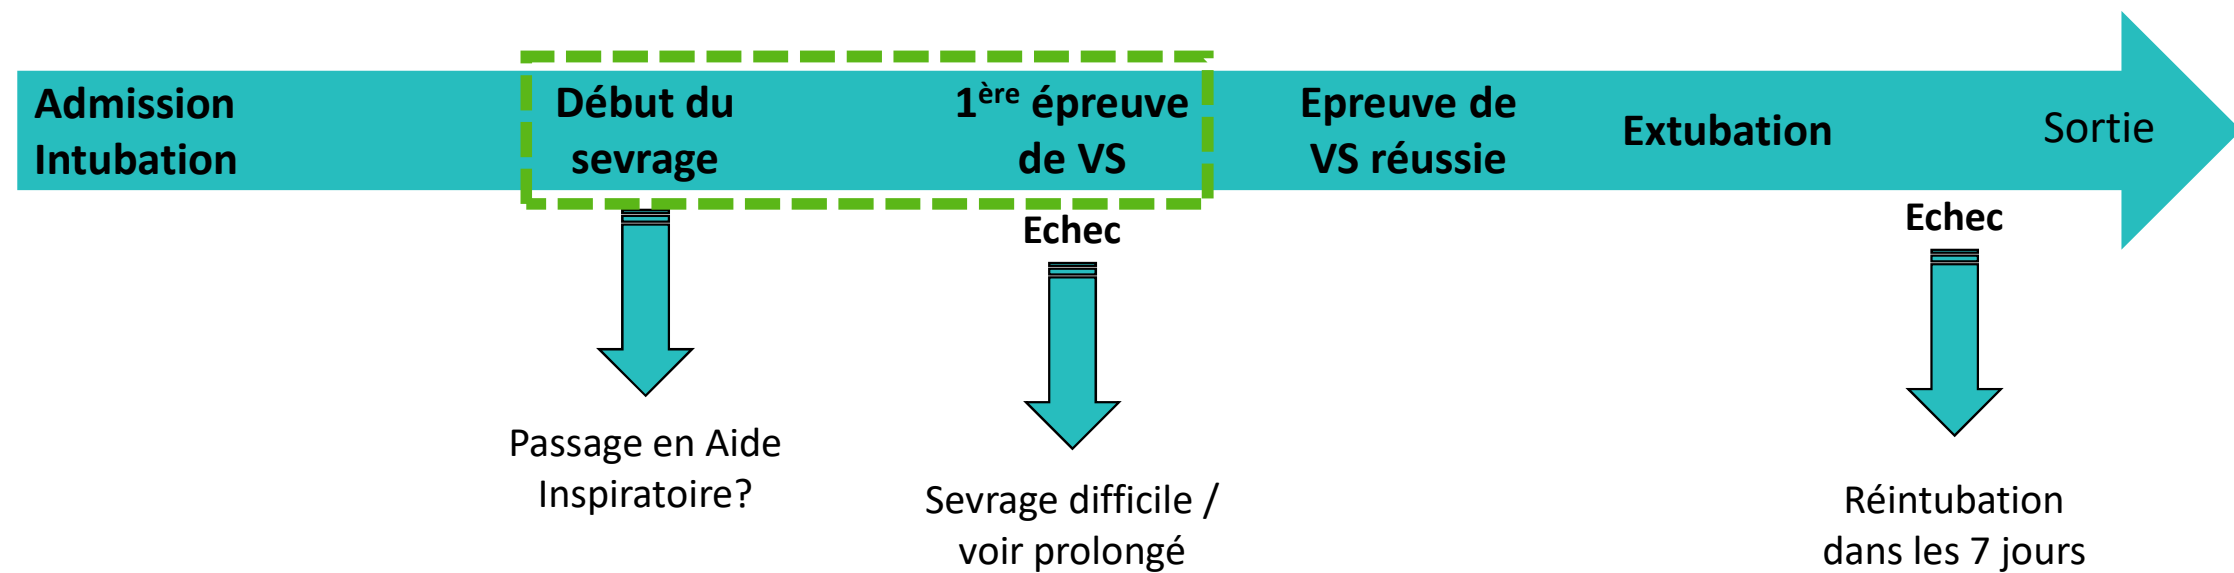 Admission
Intubation
Début du
sevrage
1ère épreuve
de VS
Epreuve de
VS réussie
Extubation
Sortie
Echec
Echec
Passage en Aide
Inspiratoire?
Sevrage difficile /
voir prolongé
Réintubation
dans les 7 jours